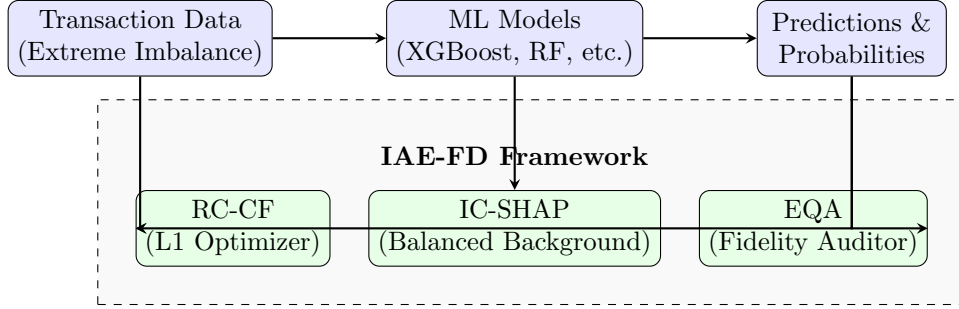 Transaction Data
(Extreme Imbalance)
ML Models
(XGBoost, RF, etc.)
Predictions &
Probabilities
IAE-FD Framework
RC-CF
(L1 Optimizer)
IC-SHAP
(Balanced Background)
EQA
(Fidelity Auditor)